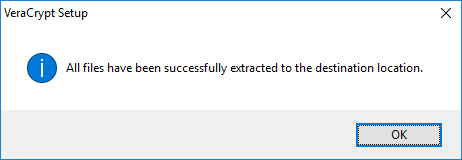 VeraCrypt Setup
All files have been successfully extracted to the destination location.
OK